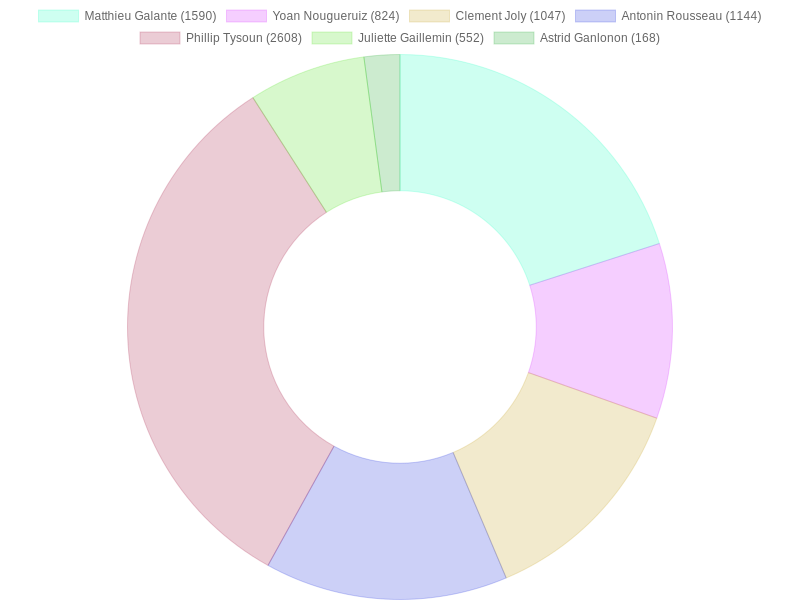 Matthieu Galante (1590) Yoan Nougueruiz (824) Clement Joly (1047) Antonin Rousseau (1144)
Phillip Tysoun (2608) Juliette Gaillemin (552) Astrid Ganlonon (168)